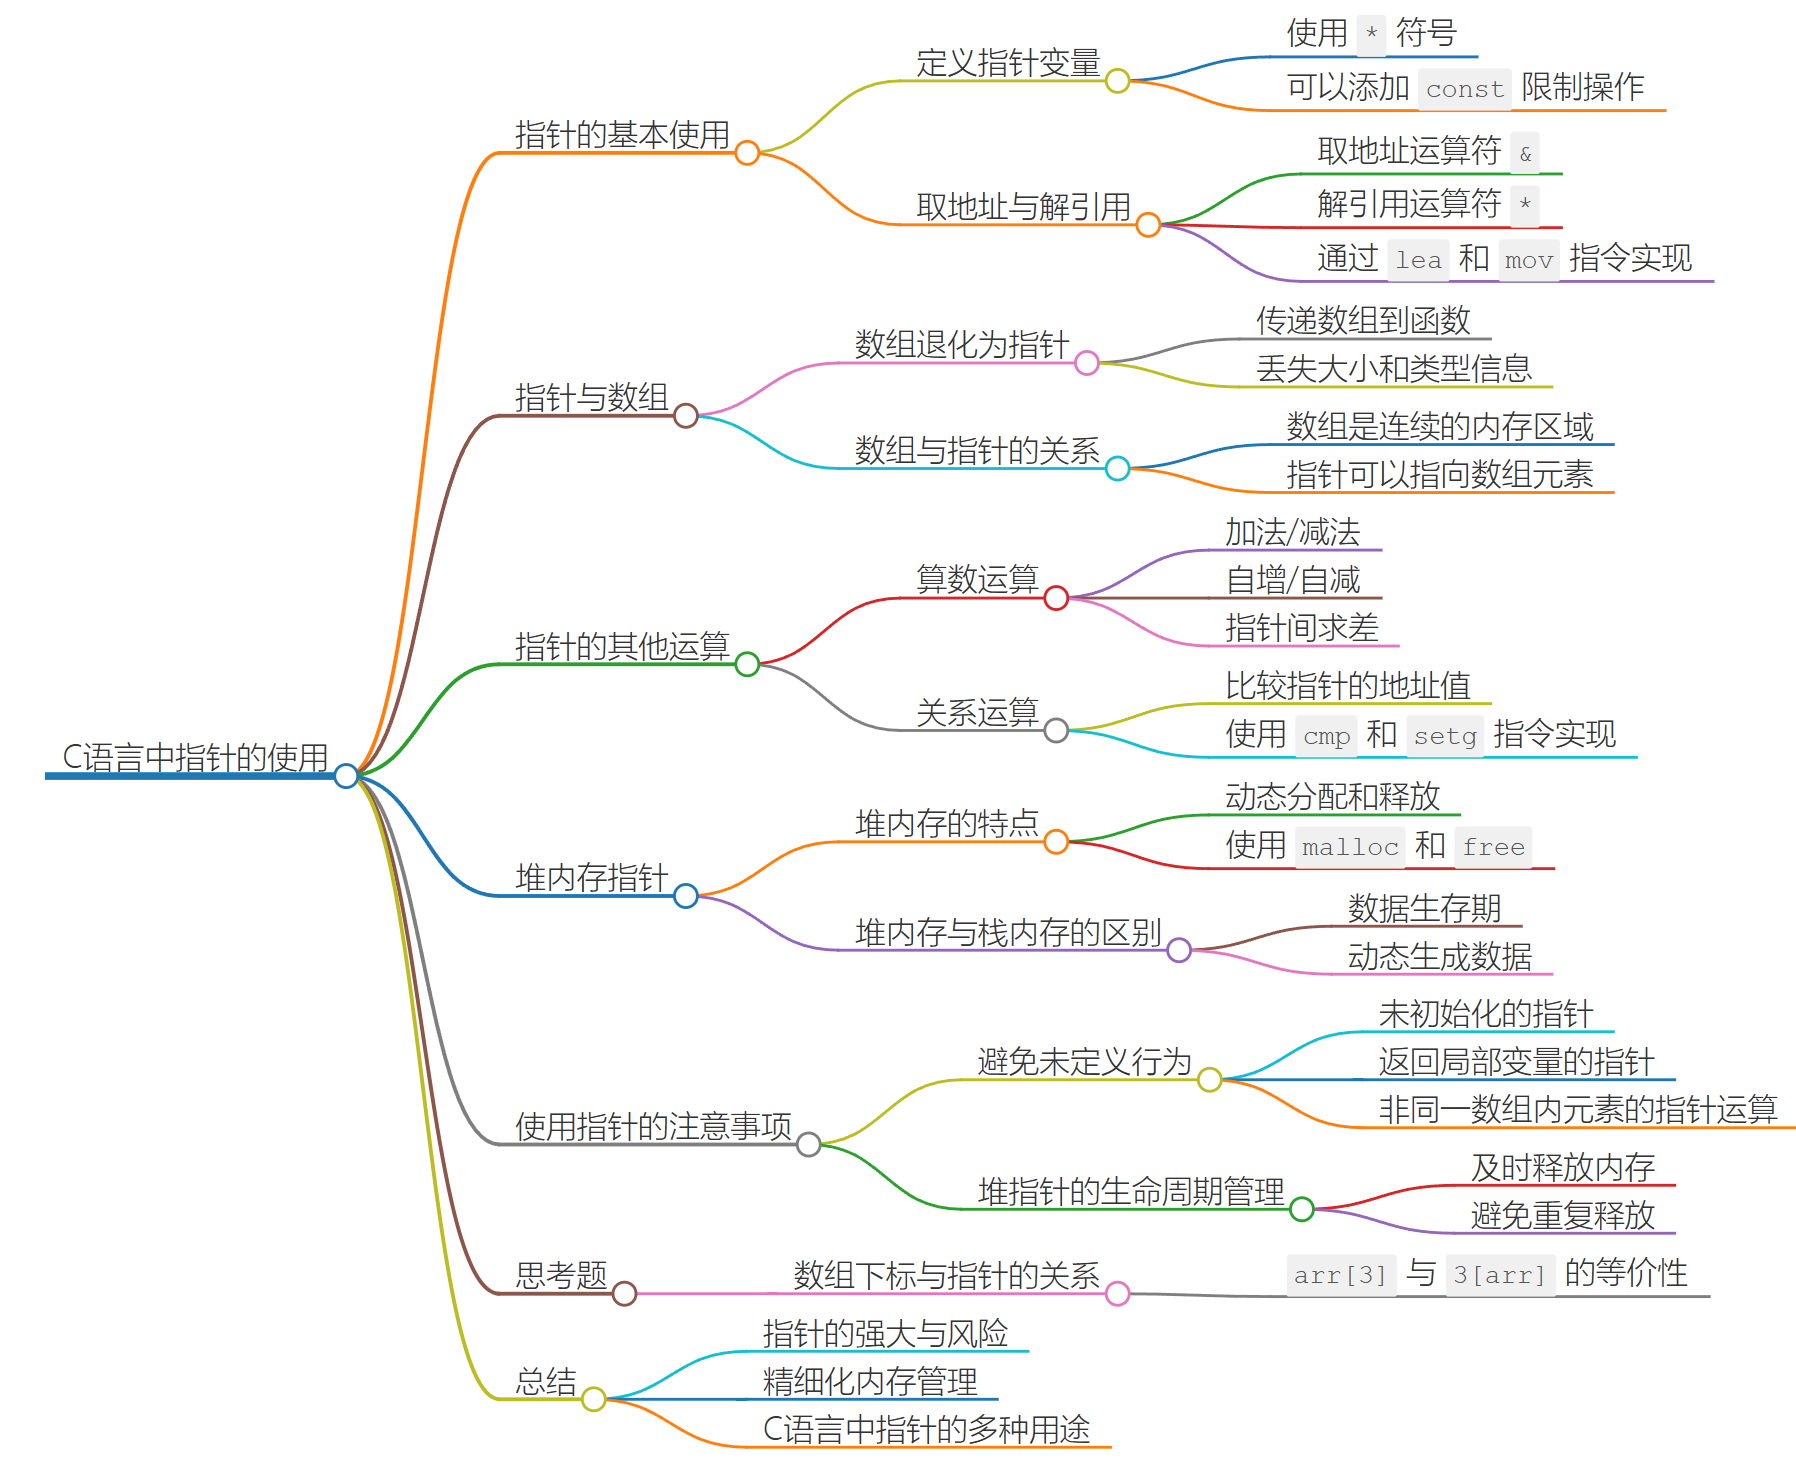 C语言中指针的使用
指针的基本使用
定义指针变量
使用 * 符号
可以添加 const 限制操作
取地址与解引用
取地址运算符 &
解引用运算符 *
通过 lea 和 mov 指令实现
指针与数组
数组退化为指针
传递数组到函数
丢失大小和类型信息
数组与指针的关系
数组是连续的内存区域
指针可以指向数组元素
指针的其他运算
算数运算
加法/减法
自增/自减
指针间求差
关系运算
比较指针的地址值
使用 cmp 和 setg 指令实现
堆内存指针
堆内存的特点
动态分配和释放
使用 malloc 和 free
堆内存与栈内存的区别
数据生存期
动态生成数据
使用指针的注意事项
避免未定义行为
未初始化的指针
返回局部变量的指针
非同一数组内元素的指针运算
堆指针的生命周期管理
及时释放内存
避免重复释放
思考题
数组下标与指针的关系
arr[3] 与 3[arr] 的等价性
总结
指针的强大与风险
精细化内存管理
C语言中指针的多种用途